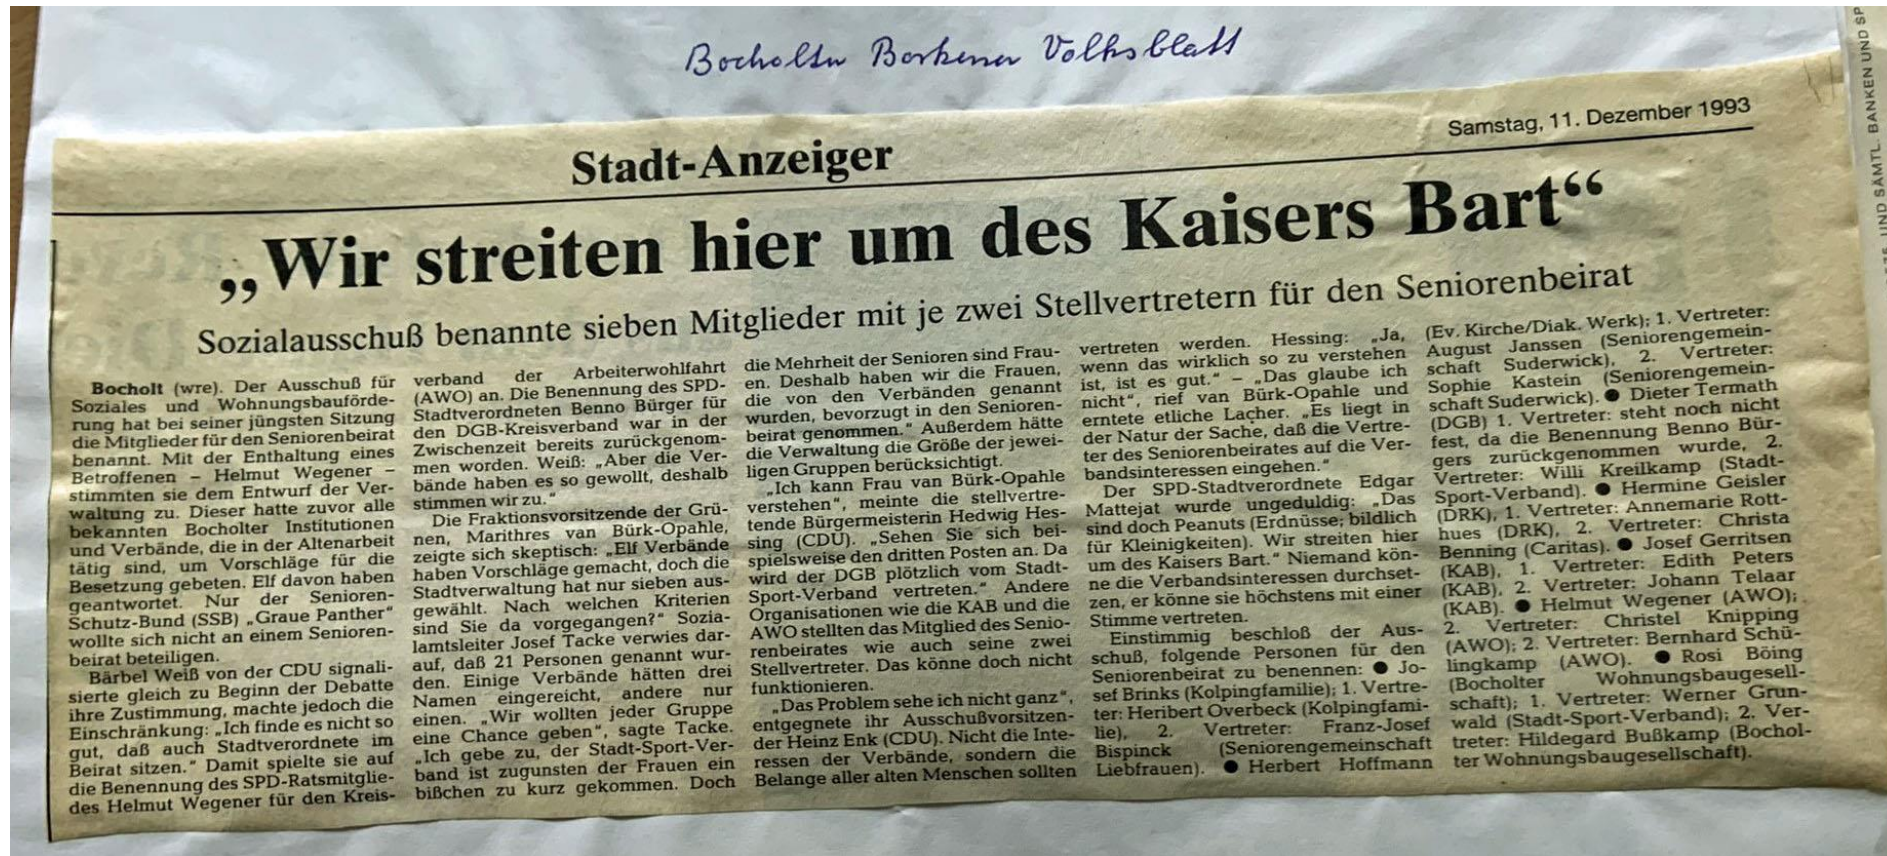 Bocholter Borkener Volksblatt
Samstag, 11. Dezember 1993
Stadt-Anzeiger
„Wir streiten hier um des Kaisers Bart“
Sozialausschuß benannte sieben Mitglieder mit je zwei Stellvertretern für den Seniorenbeirat
Bocholt (wre). Der Ausschuß für
Soziales und Wohnungsbauförde-
rung hat bei seiner jüngsten Sitzung
die Mitglieder für den Seniorenbeirat
benannt. Mit der Enthaltung eines
Betroffenen – Helmut Wegener –
stimmten sie dem Entwurf der Ver-
waltung zu. Dieser hatte zuvor alle
bekannten Bocholter Institutionen
und Verbände, die in der Altenarbeit
tätig sind, um Vorschläge für die
Besetzung gebeten. Elf davon haben
geantwortet. Nur der Senioren-
Schutz-Bund (SSB) „Graue Panther“
wollte sich nicht an einem Senioren-
beirat beteiligen.
Bärbel Weiß von der CDU signali-
sierte gleich zu Beginn der Debatte
ihre Zustimmung, machte jedoch die
Einschränkung: „Ich finde es nicht so
gut, daß auch Stadtverordnete im
Beirat sitzen.“ Damit spielte sie auf
die Benennung des SPD-Ratsmitglie-
des Helmut Wegener für den Kreis-
verband der Arbeiterwohlfahrt
(AWO) an. Die Benennung des SPD-
Stadtverordneten Benno Bürger für
den DGB-Kreisverband war in der
Zwischenzeit bereits zurückgenom-
men worden. Weiß: „Aber die Ver-
bände haben es so gewollt, deshalb
stimmen wir zu.“
Die Fraktionsvorsitzende der Grü-
nen, Marithres van Bürk-Opahle,
zeigte sich skeptisch: „Elf Verbände
haben Vorschläge gemacht, doch die
Stadtverwaltung hat nur sieben aus-
gewählt. Nach welchen Kriterien
sind Sie da vorgegangen?“ Sozia-
lamtsleiter Josef Tacke verwies dar-
auf, daß 21 Personen genannt wur-
den. Einige Verbände hätten drei
Namen eingereicht, andere nur
einen. „Wir wollten jeder Gruppe
eine Chance geben“, sagte Tacke.
„Ich gebe zu, der Stadt-Sport-Ver-
band ist zugunsten der Frauen ein
bißchen zu kurz gekommen. Doch
die Mehrheit der Senioren sind Frau-
en. Deshalb haben wir die Frauen,
die von den Verbänden genannt
wurden, bevorzugt in den Senioren-
beirat genommen.“ Außerdem hätte
die Verwaltung die Größe der jewei-
ligen Gruppen berücksichtigt.
„Ich kann Frau van Bürk-Opahle
verstehen“, meinte die stellvertre-
tende Bürgermeisterin Hedwig Hes-
sing (CDU). „Sehen Sie sich bei-
spielsweise den dritten Posten an. Da
wird der DGB plötzlich vom Stadt-
Sport-Verband vertreten.“ Andere
Organisationen wie die KAB und die
AWO stellten das Mitglied des Senio-
renbeirates wie auch seine zwei
Stellvertreter. Das könne doch nicht
funktionieren.
„Das Problem sehe ich nicht ganz“,
entgegnete ihr Ausschußvorsitzen-
der Heinz Enk (CDU). Nicht die Inte-
ressen der Verbände, sondern die
Belange aller alten Menschen sollten
vertreten werden. Hessing: „Ja,
wenn das wirklich so zu verstehen
ist, ist es gut.“ – „Das glaube ich
nicht“, rief van Bürk-Opahle und
erntete etliche Lacher. „Es liegt in
der Natur der Sache, daß die Vertre-
ter des Seniorenbeirates auf die Ver-
bandsinteressen eingehen.“
Der SPD-Stadtverordnete Edgar
Mattejat wurde ungeduldig: „Das
sind doch Peanuts (Erdnüsse; bildlich
für Kleinigkeiten). Wir streiten hier
um des Kaisers Bart.“ Niemand kön-
ne die Verbandsinteressen durchset-
zen, er könne sie höchstens mit einer
Stimme vertreten.
Einstimmig beschloß der Aus-
schuß, folgende Personen für den
Seniorenbeirat zu benennen: ● Jo-
sef Brinks (Kolpingfamilie); 1. Vertre-
ter: Heribert Overbeck (Kolpingfami-
lie), 2. Vertreter: Franz-Josef
Bispinck (Seniorengemeinschaft
Liebfrauen). ● Herbert Hoffmann
(Ev. Kirche/Diak. Werk); 1. Vertreter:
August Janssen (Seniorengemein-
schaft Suderwick), 2. Vertreter:
Sophie Kastein (Seniorengemein-
schaft Suderwick). ● Dieter Termath
(DGB) 1. Vertreter: steht noch nicht
fest, da die Benennung Benno Bür-
gers zurückgenommen wurde, 2.
Vertreter: Willi Kreilkamp (Stadt-
Sport-Verband). ● Hermine Geisler
(DRK), 1. Vertreter: Annemarie Rott-
hues (DRK), 2. Vertreter: Christa
Benning (Caritas). ● Josef Gerritsen
(KAB), 1. Vertreter: Edith Peters
(KAB), 2. Vertreter: Johann Telaar
(KAB). ● Helmut Wegener (AWO);
2. Vertreter: Christel Knipping
(AWO); 2. Vertreter: Bernhard Schü-
lingkamp (AWO). ● Rosi Böing
(Bocholter Wohnungsbaugesell-
schaft); 1. Vertreter: Werner Grun-
wald (Stadt-Sport-Verband); 2. Ver-
treter: Hildegard Bußkamp (Bochol-
ter Wohnungsbaugesellschaft).
UND SÄMTL. BANKEN UND SP